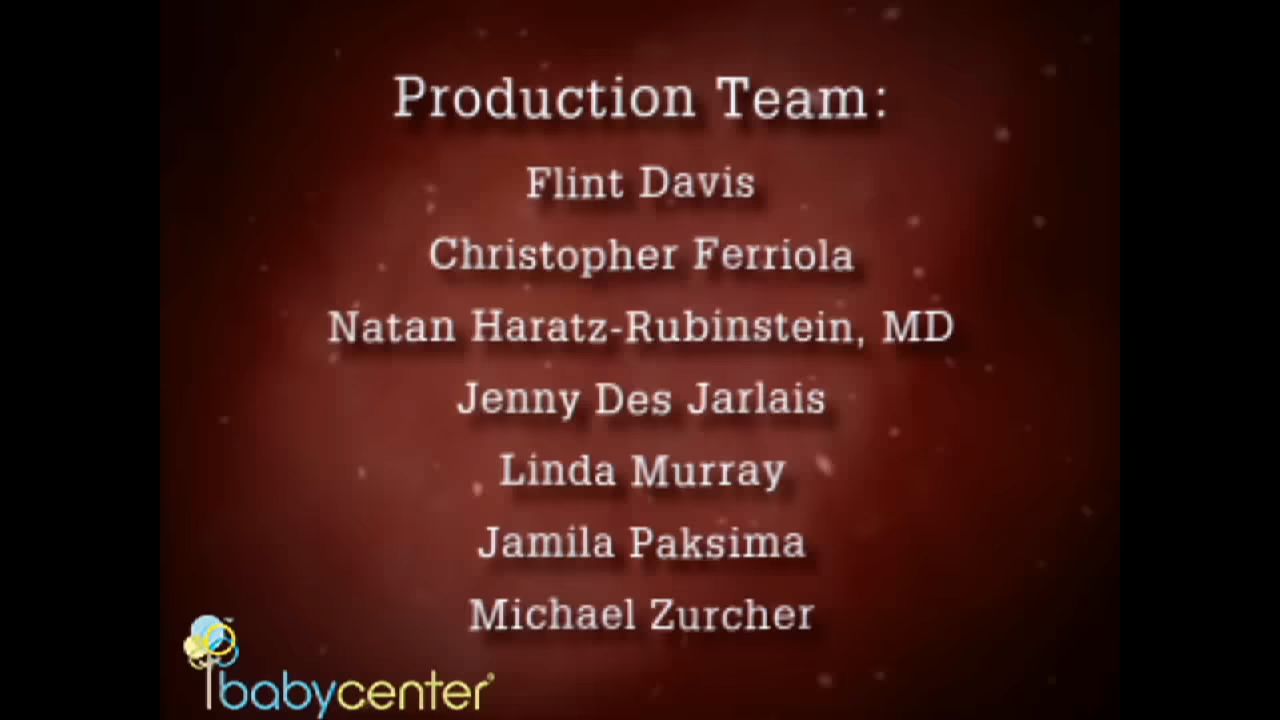 Production Team:
Flint Davis
Christopher Ferriola
Natan Haratz-Rubinstein, MD
Jenny Des Jarlais
Linda Murray
Jamila Paksima
Michael Zurcher
babycenter®